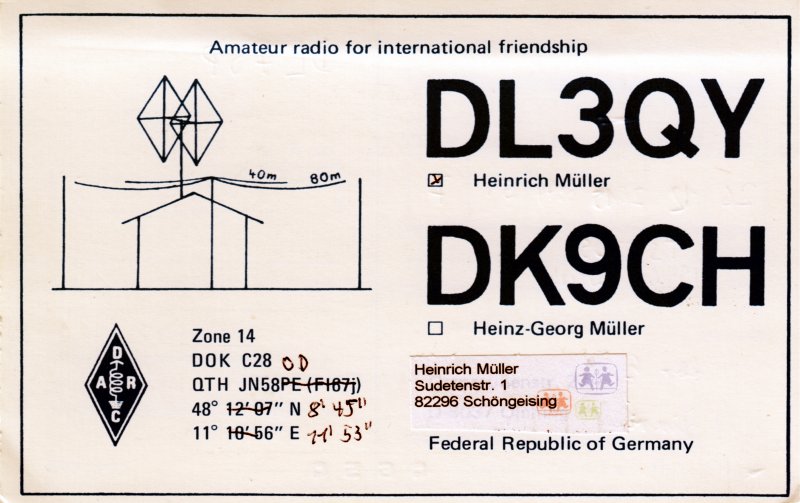 Amateur radio for international friendship
DL3QY
☒ Heinrich Müller
40m 80m
DK9CH
☐ Heinz-Georg Müller
D
A R
C
Zone 14
DOK C28
QTH JN58PE (FI87j) OD
48° 12'07" N 8' 45"
11° 10'56" E 11' 53"
Heinrich Müller
Sudetenstr. 1
82296 Schöngeising
Federal Republic of Germany